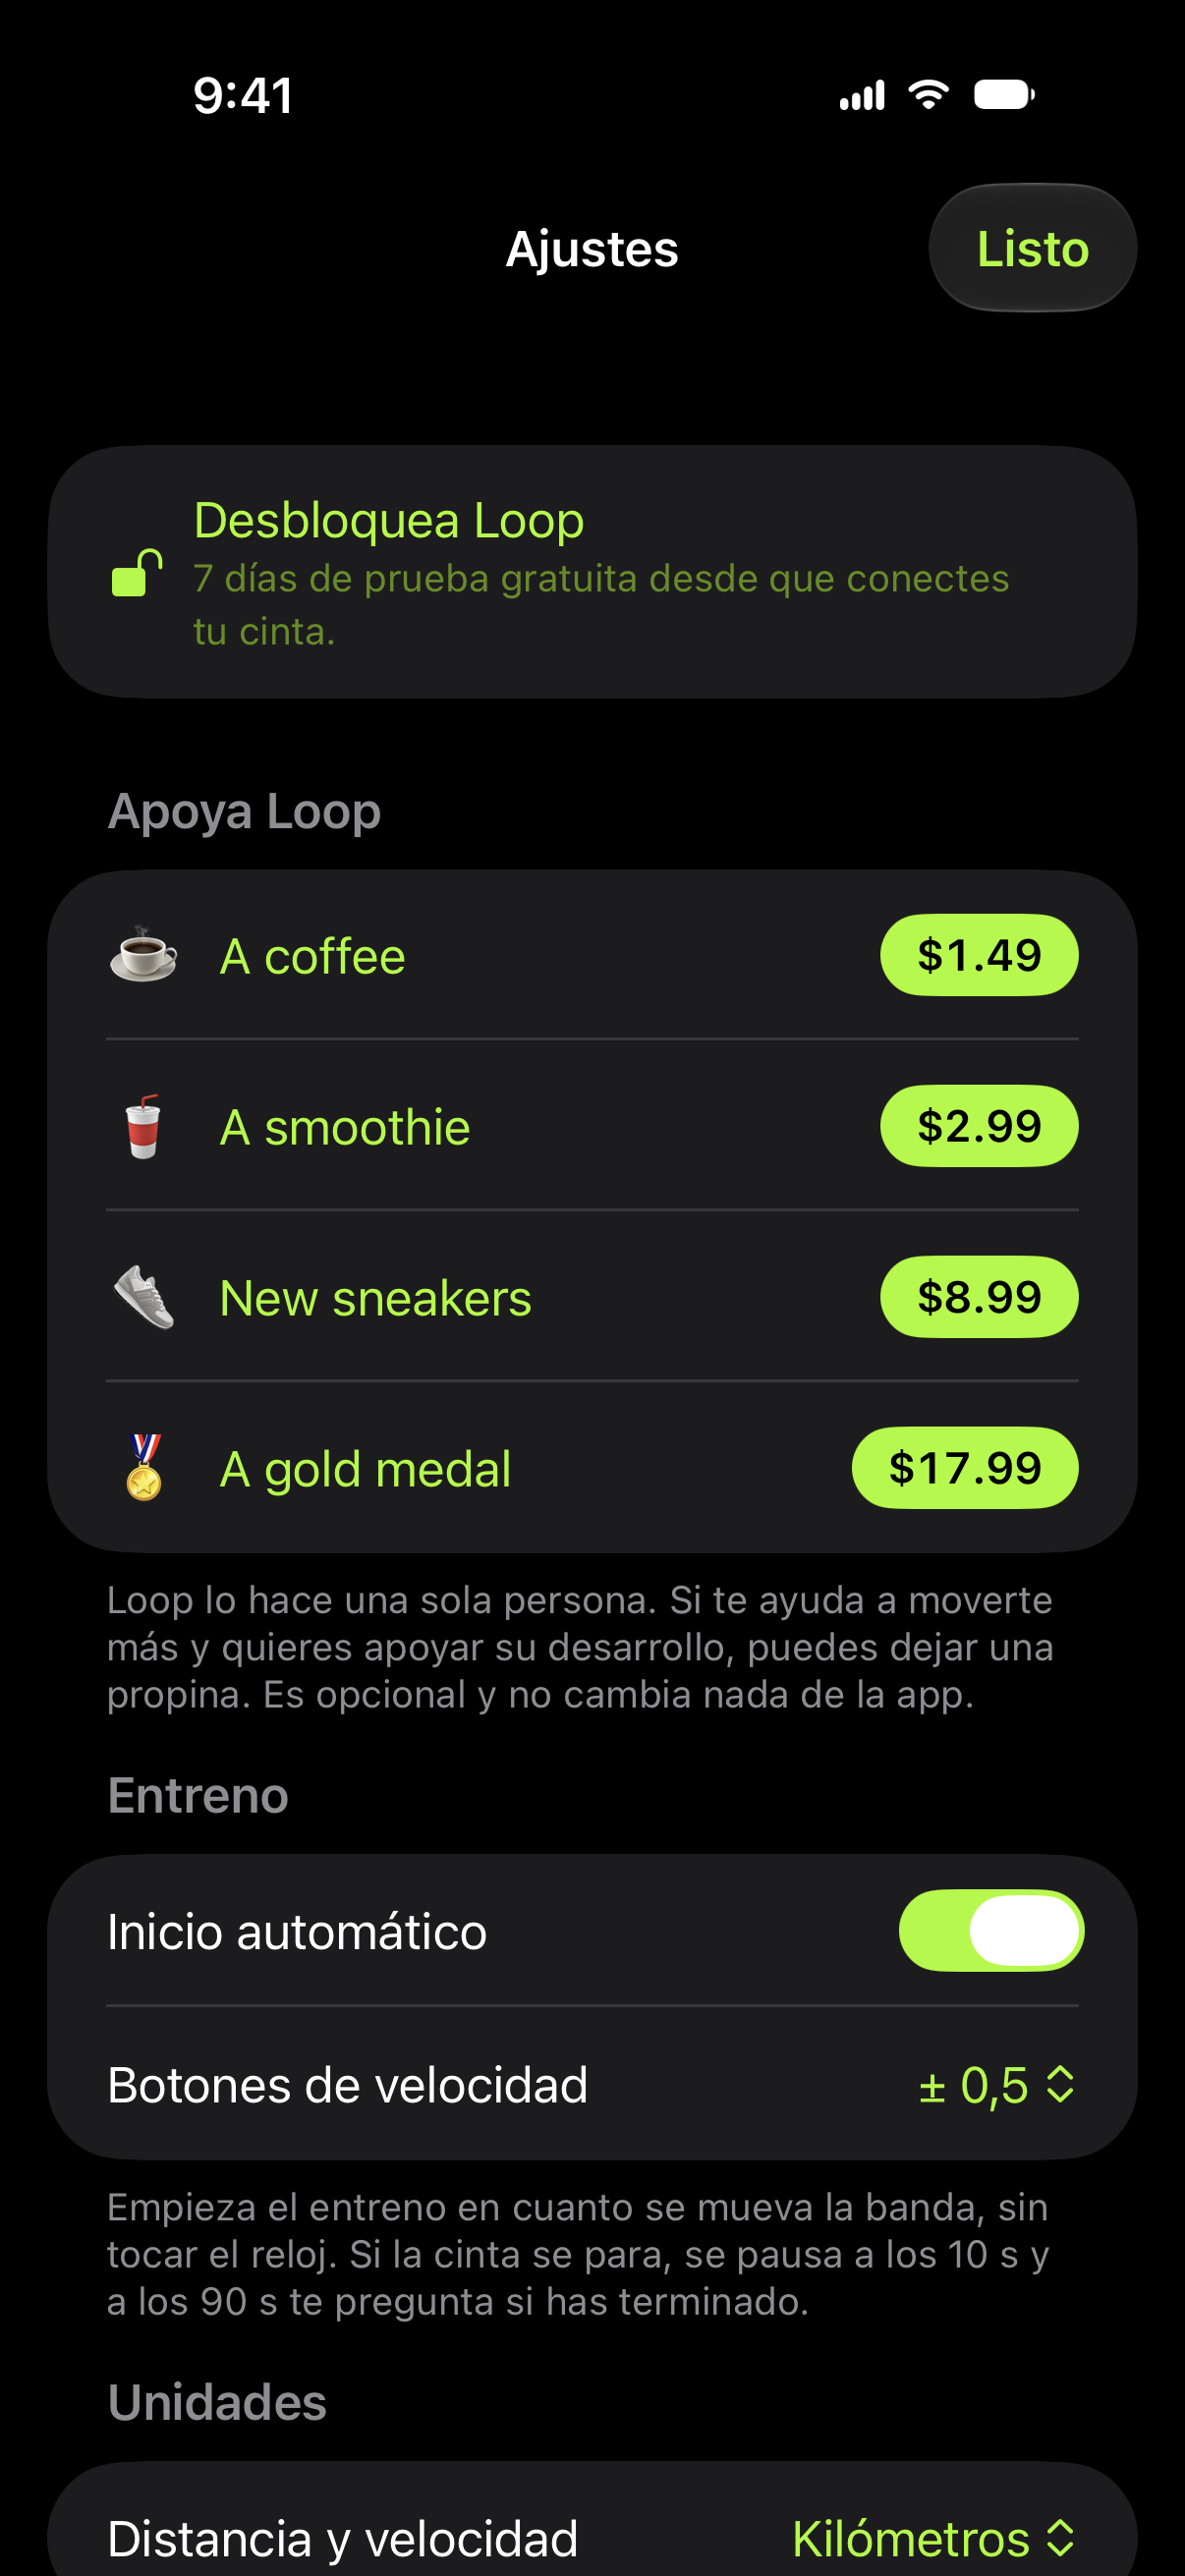 9:41
Ajustes
Listo
Desbloquea Loop
7 días de prueba gratuita desde que conectes
tu cinta.
Apoya Loop
A coffee
$1.49
A smoothie
$2.99
New sneakers
$8.99
A gold medal
$17.99
Loop lo hace una sola persona. Si te ayuda a moverte
más y quieres apoyar su desarrollo, puedes dejar una
propina. Es opcional y no cambia nada de la app.
Entreno
Inicio automático
Botones de velocidad
± 0,5
Empieza el entreno en cuanto se mueva la banda, sin
tocar el reloj. Si la cinta se para, se pausa a los 10 s y
a los 90 s te pregunta si has terminado.
Unidades
Distancia y velocidad
Kilómetros